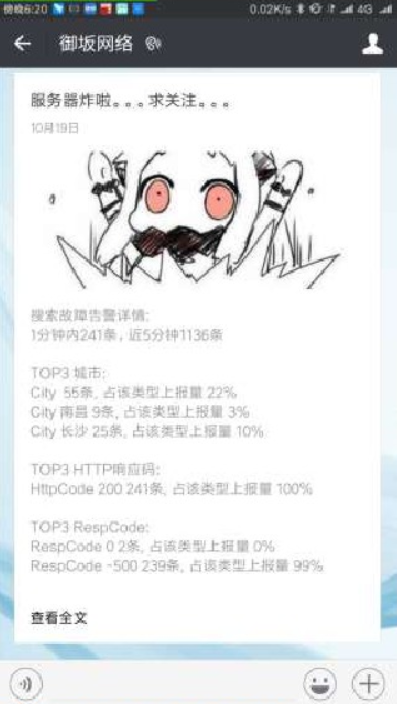 傍晚6:20
0.02K/s
4G
御坂网络
服务器炸啦。。。求关注。。。
10月19日
搜索故障告警详情:
1分钟内241条，近5分钟1136条
TOP3 城市:
City 55条, 占该类型上报量 22%
City 南昌 9条, 占该类型上报量 3%
City 长沙 25条, 占该类型上报量 10%
TOP3 HTTP响应码:
HttpCode 200 241条, 占该类型上报量 100%
TOP3 RespCode:
RespCode 0 2条, 占该类型上报量 0%
RespCode -500 239条, 占该类型上报量 99%
查看全文